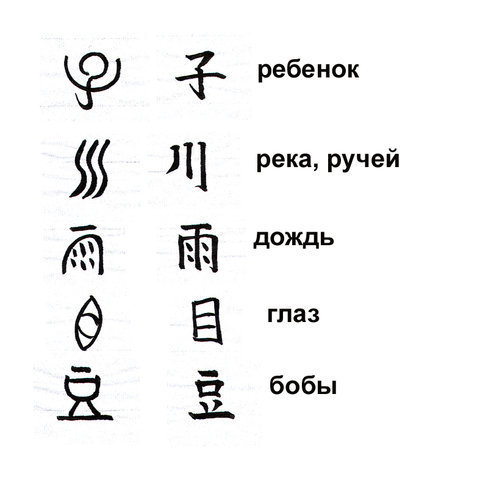 子 ребенок
川 река, ручей
雨 дождь
目 глаз
豆 бобы